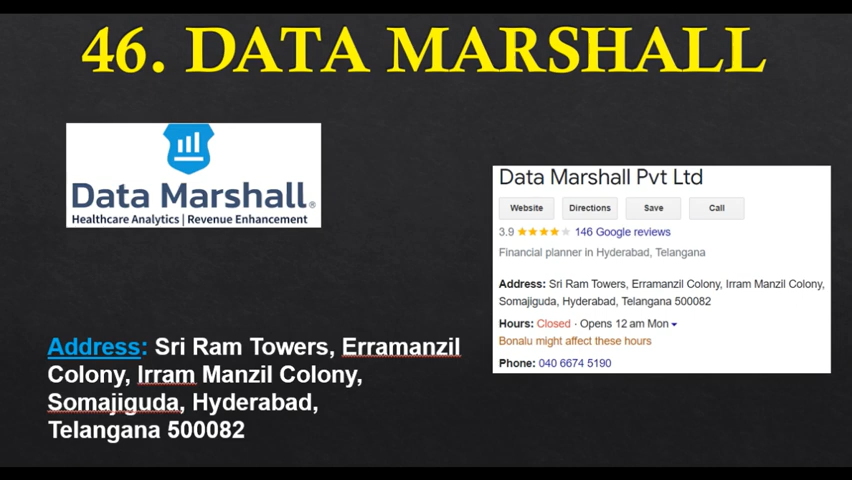 46. DATA MARSHALL
Data Marshall®
Healthcare Analytics | Revenue Enhancement
Data Marshall Pvt Ltd
Website Directions Save Call
3.9 146 Google reviews
Financial planner in Hyderabad, Telangana
Address: Sri Ram Towers, Erramanzil Colony, Irram Manzil Colony,
Somajiguda, Hyderabad, Telangana 500082
Hours: Closed · Opens 12 am Mon
Bonalu might affect these hours
Phone: 040 6674 5190
Address: Sri Ram Towers, Erramanzil
Colony, Irram Manzil Colony,
Somajiguda, Hyderabad,
Telangana 500082